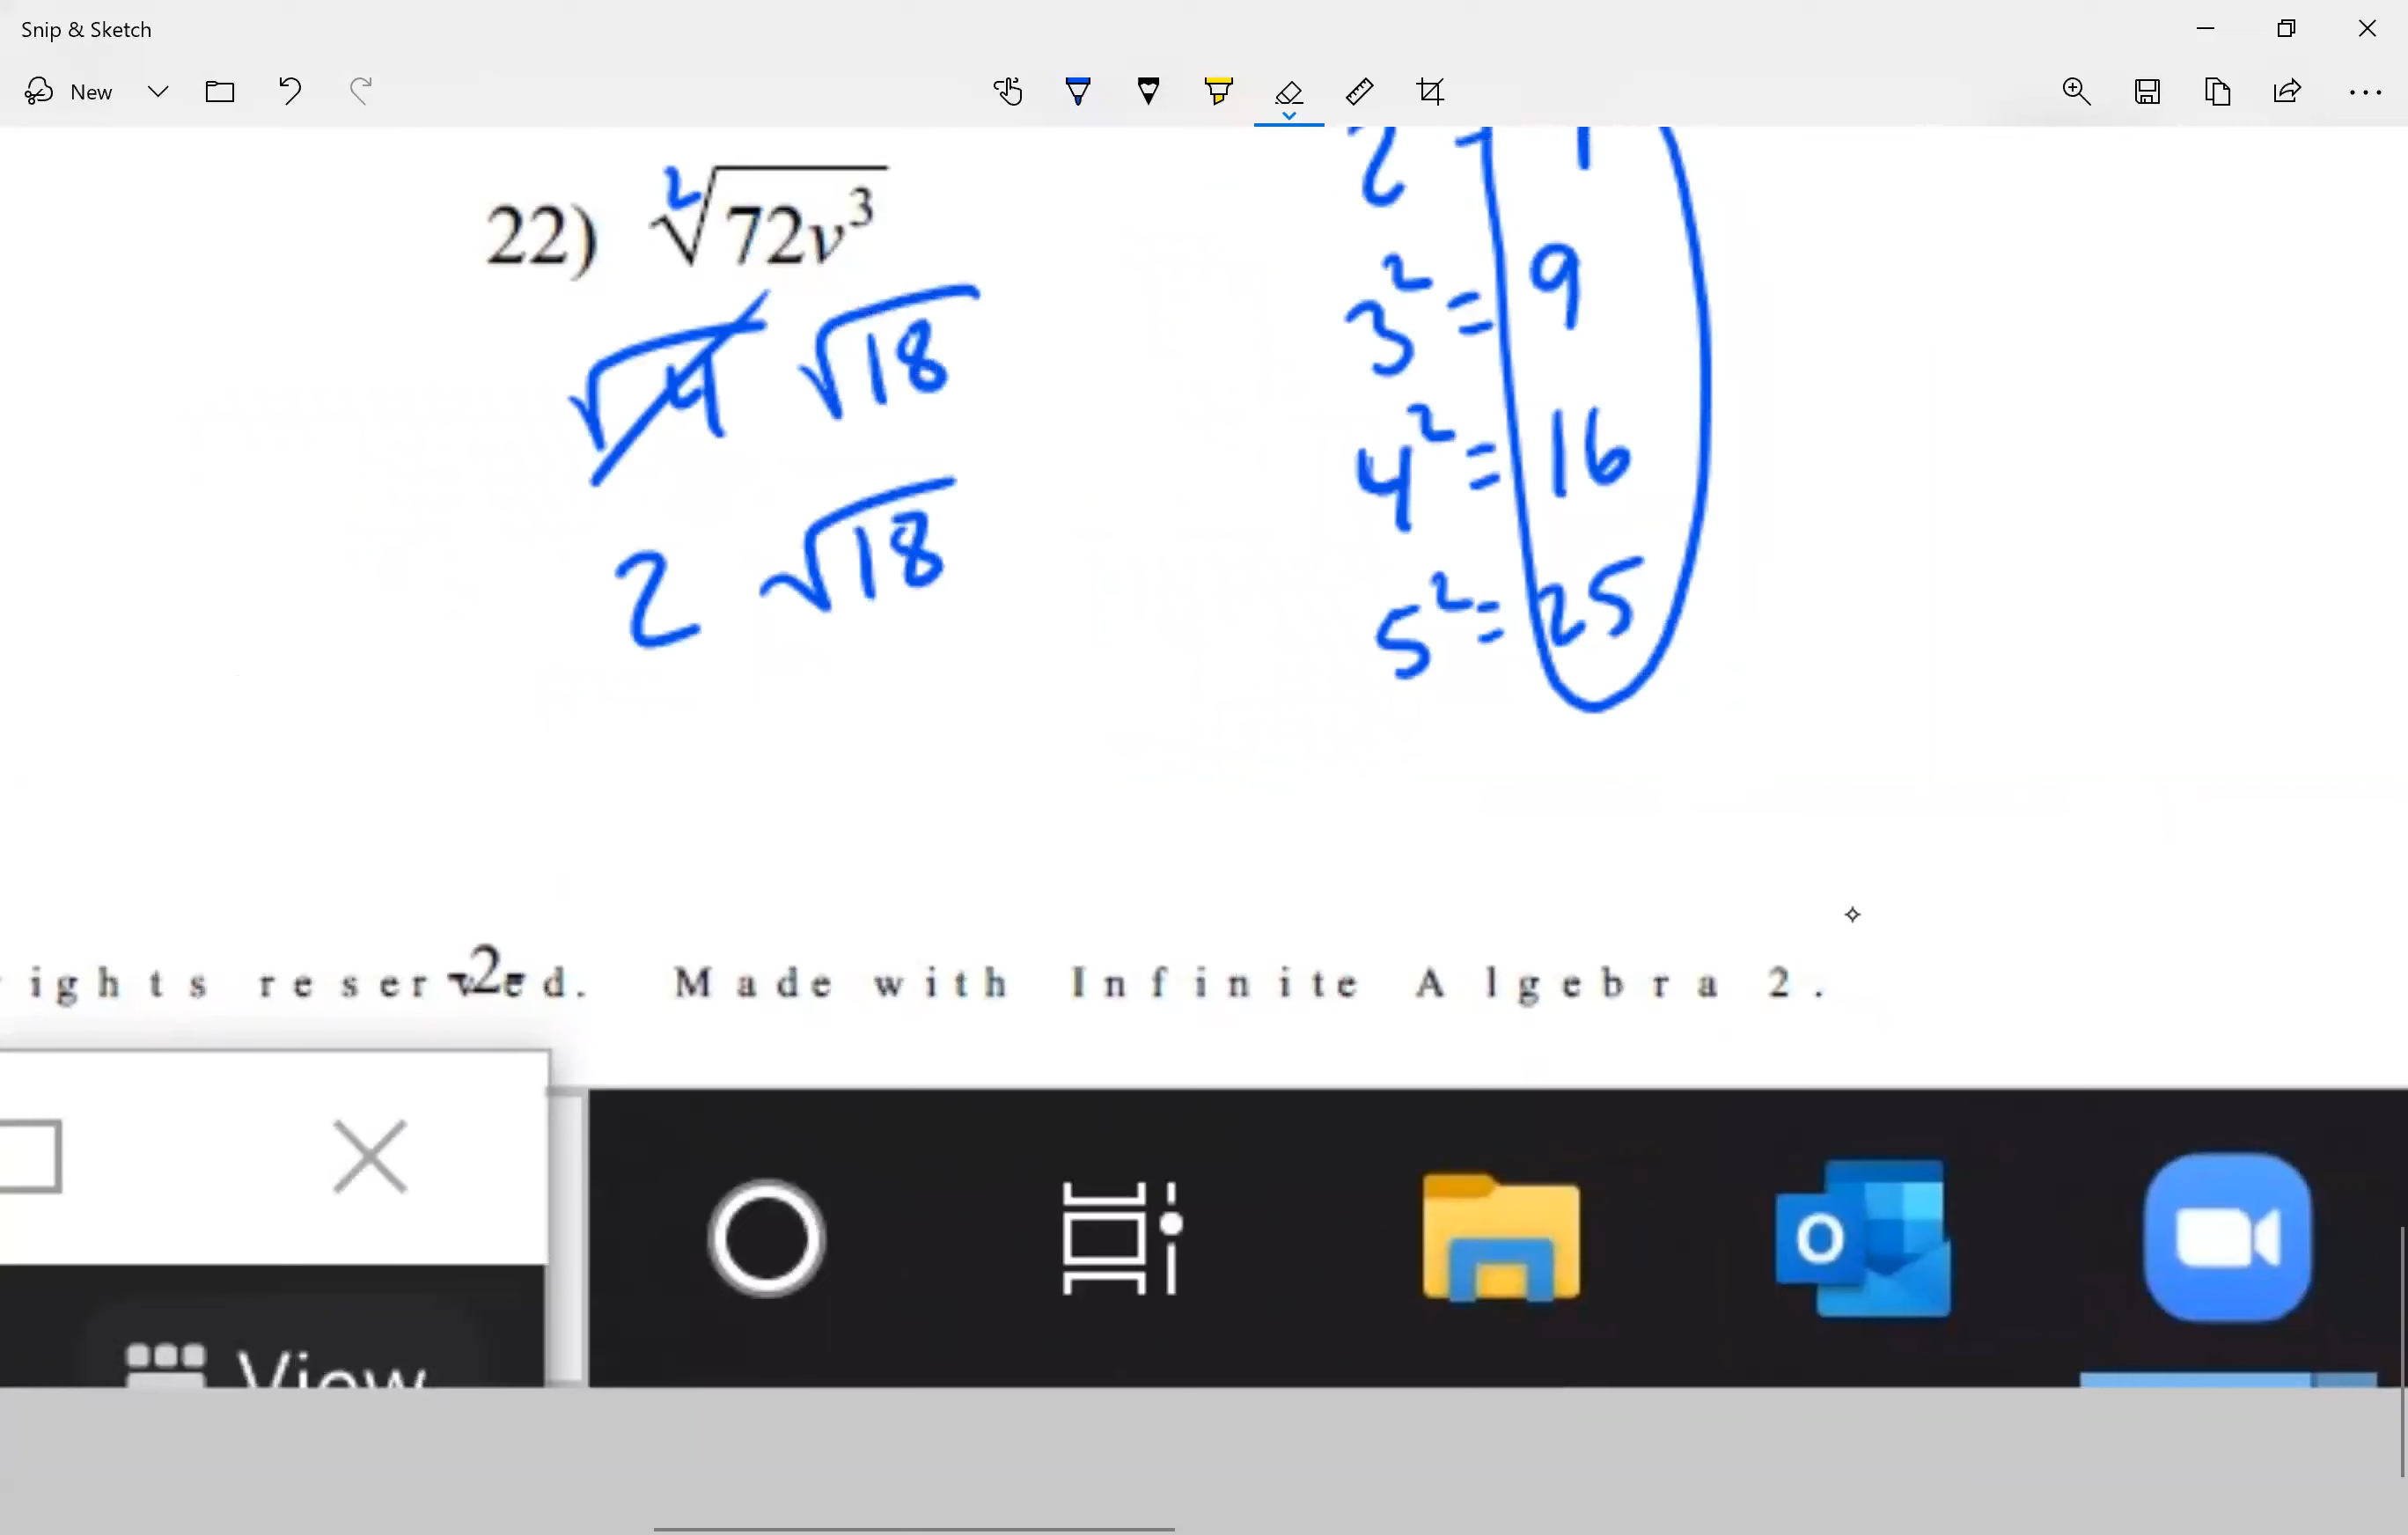 Snip & Sketch
New
22) ²√72v³
√4 √18
2 √18
3² = 9
4² = 16
5² = 25
-2-
ights reserved. Made with Infinite Algebra 2.
View